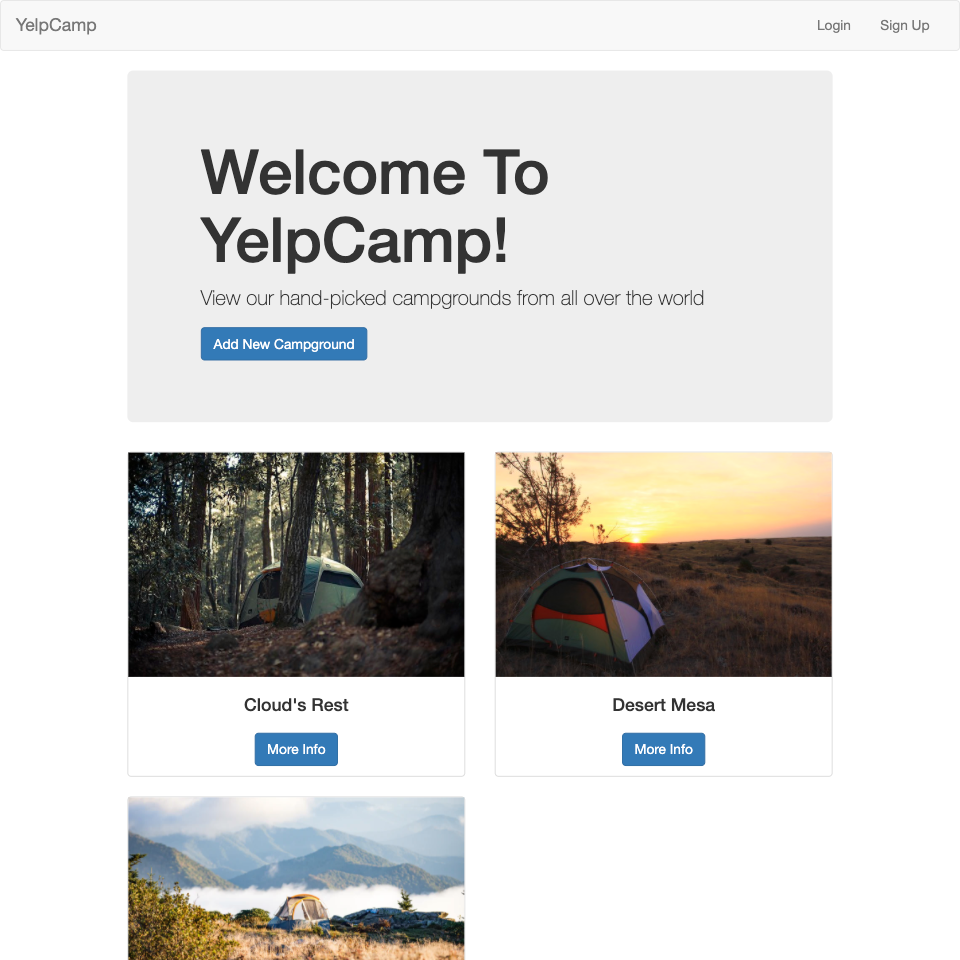 YelpCamp
Login
Sign Up
Welcome To
YelpCamp!
View our hand-picked campgrounds from all over the world
Add New Campground
Cloud's Rest
More Info
Desert Mesa
More Info